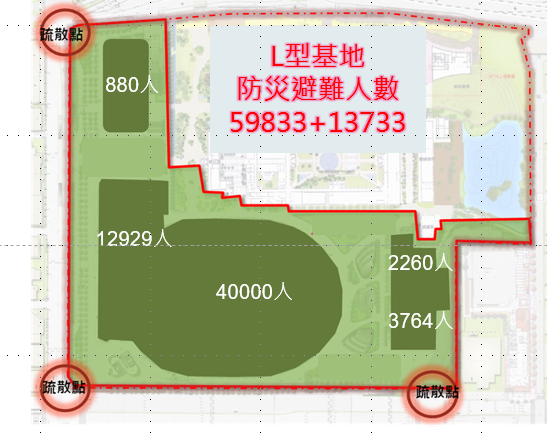 疏散點
880人
L型基地
防災避難人數
59833+13733
12929人
40000人
2260人
3764人
疏散點
疏散點